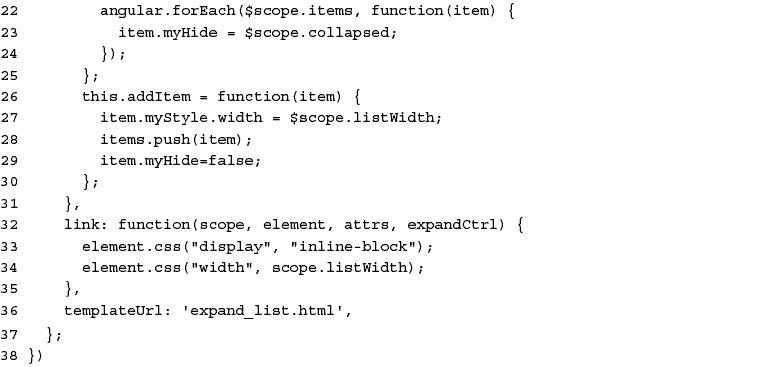 22         angular.forEach($scope.items, function(item) {
23           item.myHide = $scope.collapsed;
24         });
25       };
26       this.addItem = function(item) {
27         item.myStyle.width = $scope.listWidth;
28         items.push(item);
29         item.myHide=false;
30       };
31     },
32     link: function(scope, element, attrs, expandCtrl) {
33       element.css("display", "inline-block");
34       element.css("width", scope.listWidth);
35     },
36     templateUrl: 'expand_list.html',
37   };
38 })